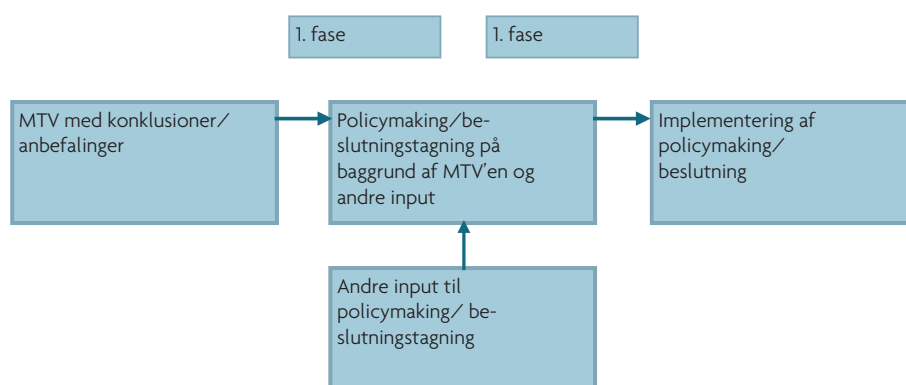 1. fase
1. fase
MTV med konklusioner/
anbefalinger
Policymaking/be-
slutningstagning på
baggrund af MTV'en og
andre input
Implementering af
policymaking/
beslutning
Andre input til
policymaking/ be-
slutningstagning